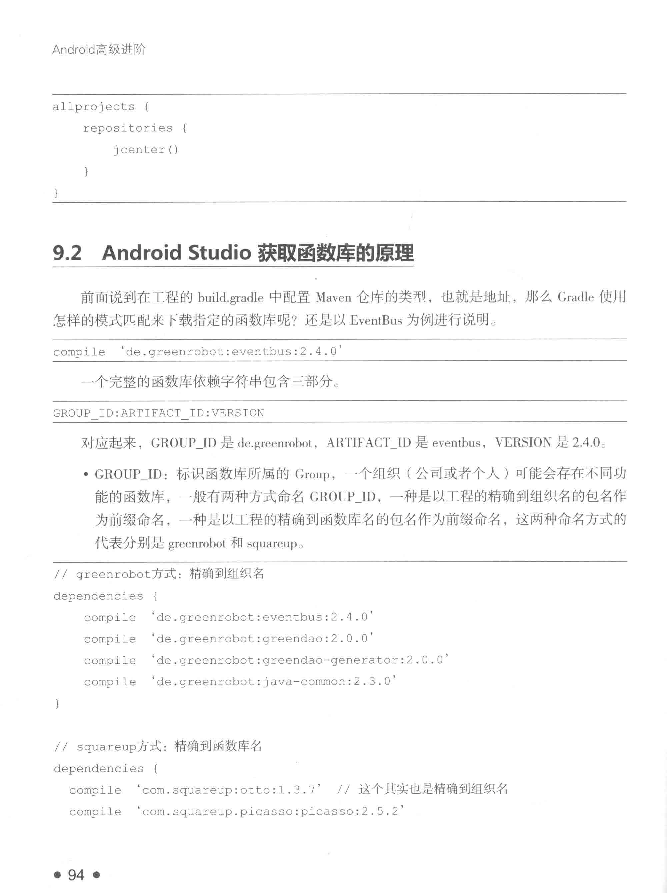 Android高级进阶
allprojects {
repositories {
jcenter()
}
}
9.2 Android Studio 获取函数库的原理
前面说到在工程的 build.gradle 中配置 Maven 仓库的类型，也就是地址，那么 Gradle 使用
怎样的模式匹配来下载指定的函数库呢？还是以 EventBus 为例进行说明。
compile 'de.greenrobot:eventbus:2.4.0'
一个完整的函数库依赖字符串包含三部分。
GROUP_ID:ARTIFACT_ID:VERSION
对应起来，GROUP_ID 是 de.greenrobot，ARTIFACT_ID 是 eventbus，VERSION 是 2.4.0。
• GROUP_ID：标识函数库所属的 Group，一个组织（公司或者个人）可能会存在不同功
能的函数库，一般有两种方式命名 GROUP_ID，一种是以工程的精确到组织名的包名作
为前缀命名，一种是以工程的精确到函数库名的包名作为前缀命名，这两种命名方式的
代表分别是 greenrobot 和 squareup。
// greenrobot方式：精确到组织名
dependencies {
compile 'de.greenrobot:eventbus:2.4.0'
compile 'de.greenrobot:greendao:2.0.0'
compile 'de.greenrobot:greendao-generator:2.0.0'
compile 'de.greenrobot:java-common:2.3.0'
}
// squareup方式：精确到函数库名
dependencies {
compile 'com.squareup:otto:1.3.7' // 这个其实也是精确到组织名
compile 'com.squareup.picasso:picasso:2.5.2'
• 94 •